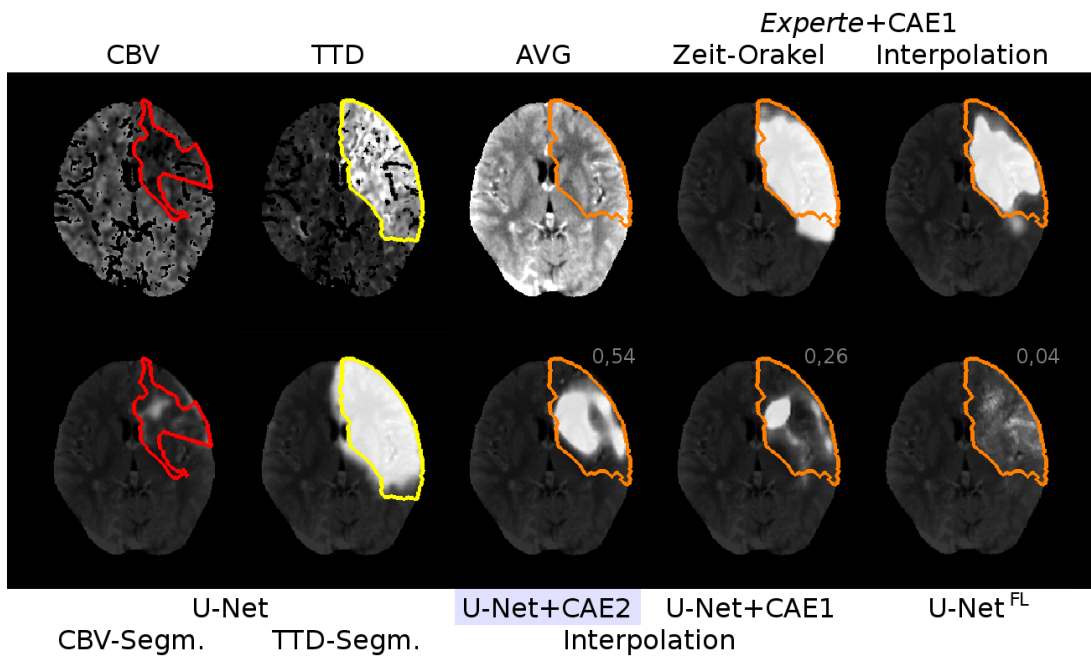 Experte+CAE1
CBV TTD AVG Zeit-Orakel Interpolation
0,54 0,26 0,04
U-Net U-Net+CAE2 U-Net+CAE1 U-Net FL
CBV-Segm. TTD-Segm. Interpolation